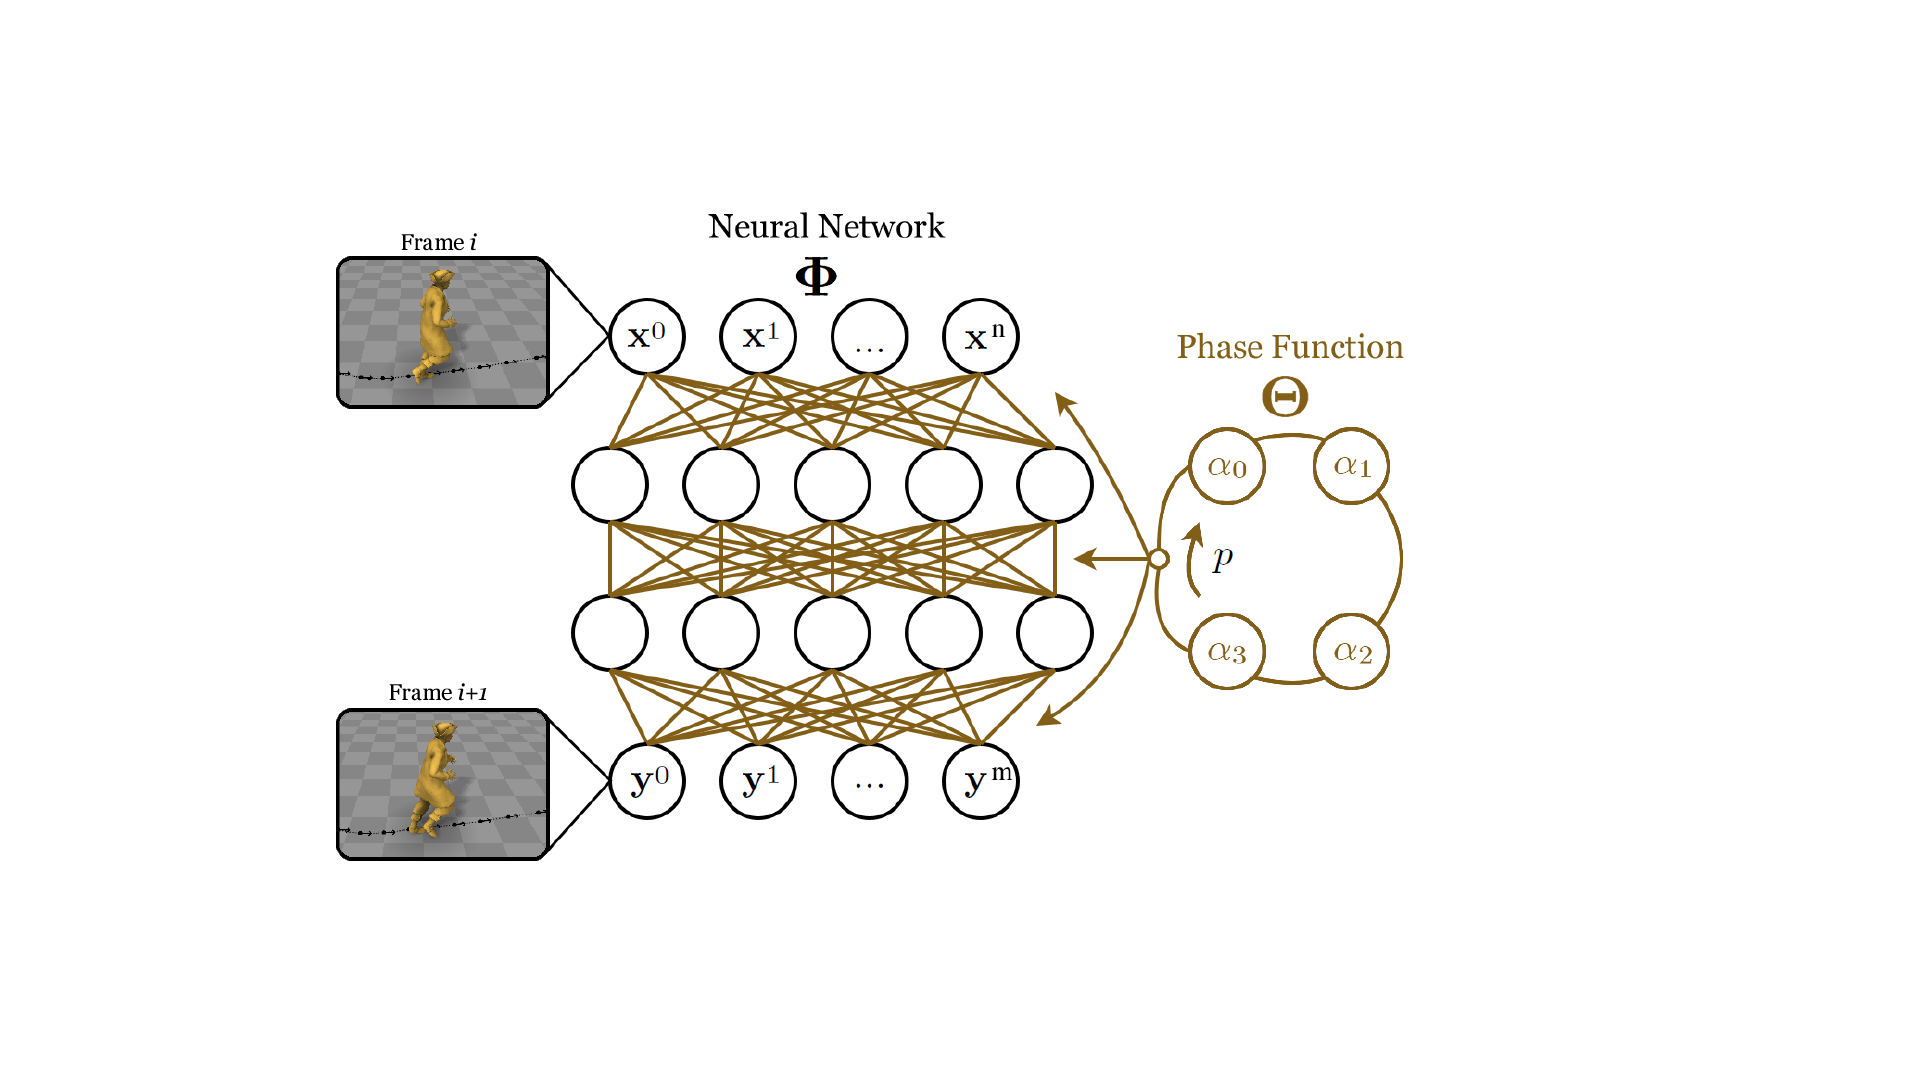 Neural Network
Φ
Frame i
x⁰ x¹ ... xⁿ
Phase Function
Θ
α₀ α₁
p
α₃ α₂
Frame i+1
y⁰ y¹ ... yᵐ